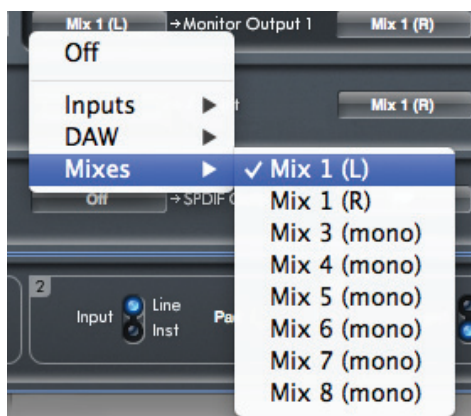 Mix 1 (L) → Monitor Output 1 Mix 1 (R)
Off
Inputs
Mix 1 (R)
DAW
Mixes
✓ Mix 1 (L)
Mix 1 (R)
Mix 3 (mono)
Mix 4 (mono)
Mix 5 (mono)
Mix 6 (mono)
Mix 7 (mono)
Mix 8 (mono)
Off → SPDIF
2
Input Line
Inst